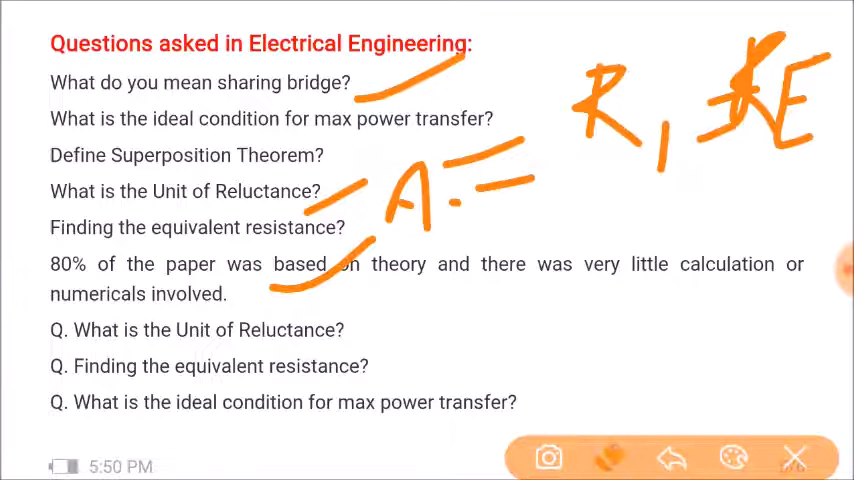 Questions asked in Electrical Engineering:
What do you mean sharing bridge?
What is the ideal condition for max power transfer?
Define Superposition Theorem?
What is the Unit of Reluctance?
Finding the equivalent resistance?
80% of the paper was based on theory and there was very little calculation or
numericals involved.
Q. What is the Unit of Reluctance?
Q. Finding the equivalent resistance?
Q. What is the ideal condition for max power transfer?
5:50 PM